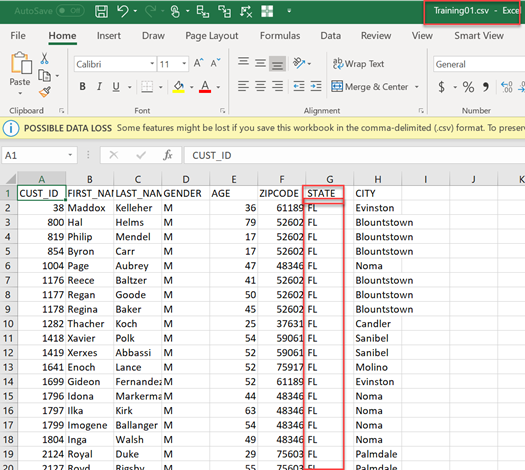 AutoSave Off Training01.csv - Excel
File Home Insert Draw Page Layout Formulas Data Review View Smart View
Paste Calibri 11 A A Wrap Text General
B I U A Merge & Center $ % 9
Clipboard Font Alignment Number
POSSIBLE DATA LOSS Some features might be lost if you save this workbook in the comma-delimited (.csv) format. To preserve
A1 fx CUST_ID
A B C D E F G H I J K
1 CUST_ID FIRST_NA LAST_NAM GENDER AGE ZIPCODE STATE CITY
2 38 Maddox Kelleher M 36 61189 FL Evinston
3 800 Hal Helms M 79 52602 FL Blountstown
4 819 Philip Mendel M 17 52602 FL Blountstown
5 854 Byron Carr M 17 52602 FL Blountstown
6 1004 Page Aubrey M 47 48346 FL Noma
7 1176 Reece Baltzer M 41 52602 FL Blountstown
8 1177 Regan Goode M 50 52602 FL Blountstown
9 1178 Regina Baker M 45 52602 FL Blountstown
10 1282 Thacher Koch M 25 37631 FL Candler
11 1418 Xavier Polk M 54 59061 FL Sanibel
12 1419 Xerxes Abbassi M 52 59061 FL Sanibel
13 1641 Enoch Lance M 52 75917 FL Molino
14 1699 Gideon Fernandez M 52 61189 FL Evinston
15 1796 Idona Markerma M 44 48346 FL Noma
16 1797 Ilka Kirk M 63 48346 FL Noma
17 1799 Imogene Ballanger M 54 48346 FL Noma
18 1804 Inga Walsh M 49 48346 FL Noma
19 2124 Royal Duke M 29 75603 FL Palmdale
20 2127 Boyd Rigsby M 55 75603 FL Palmdale